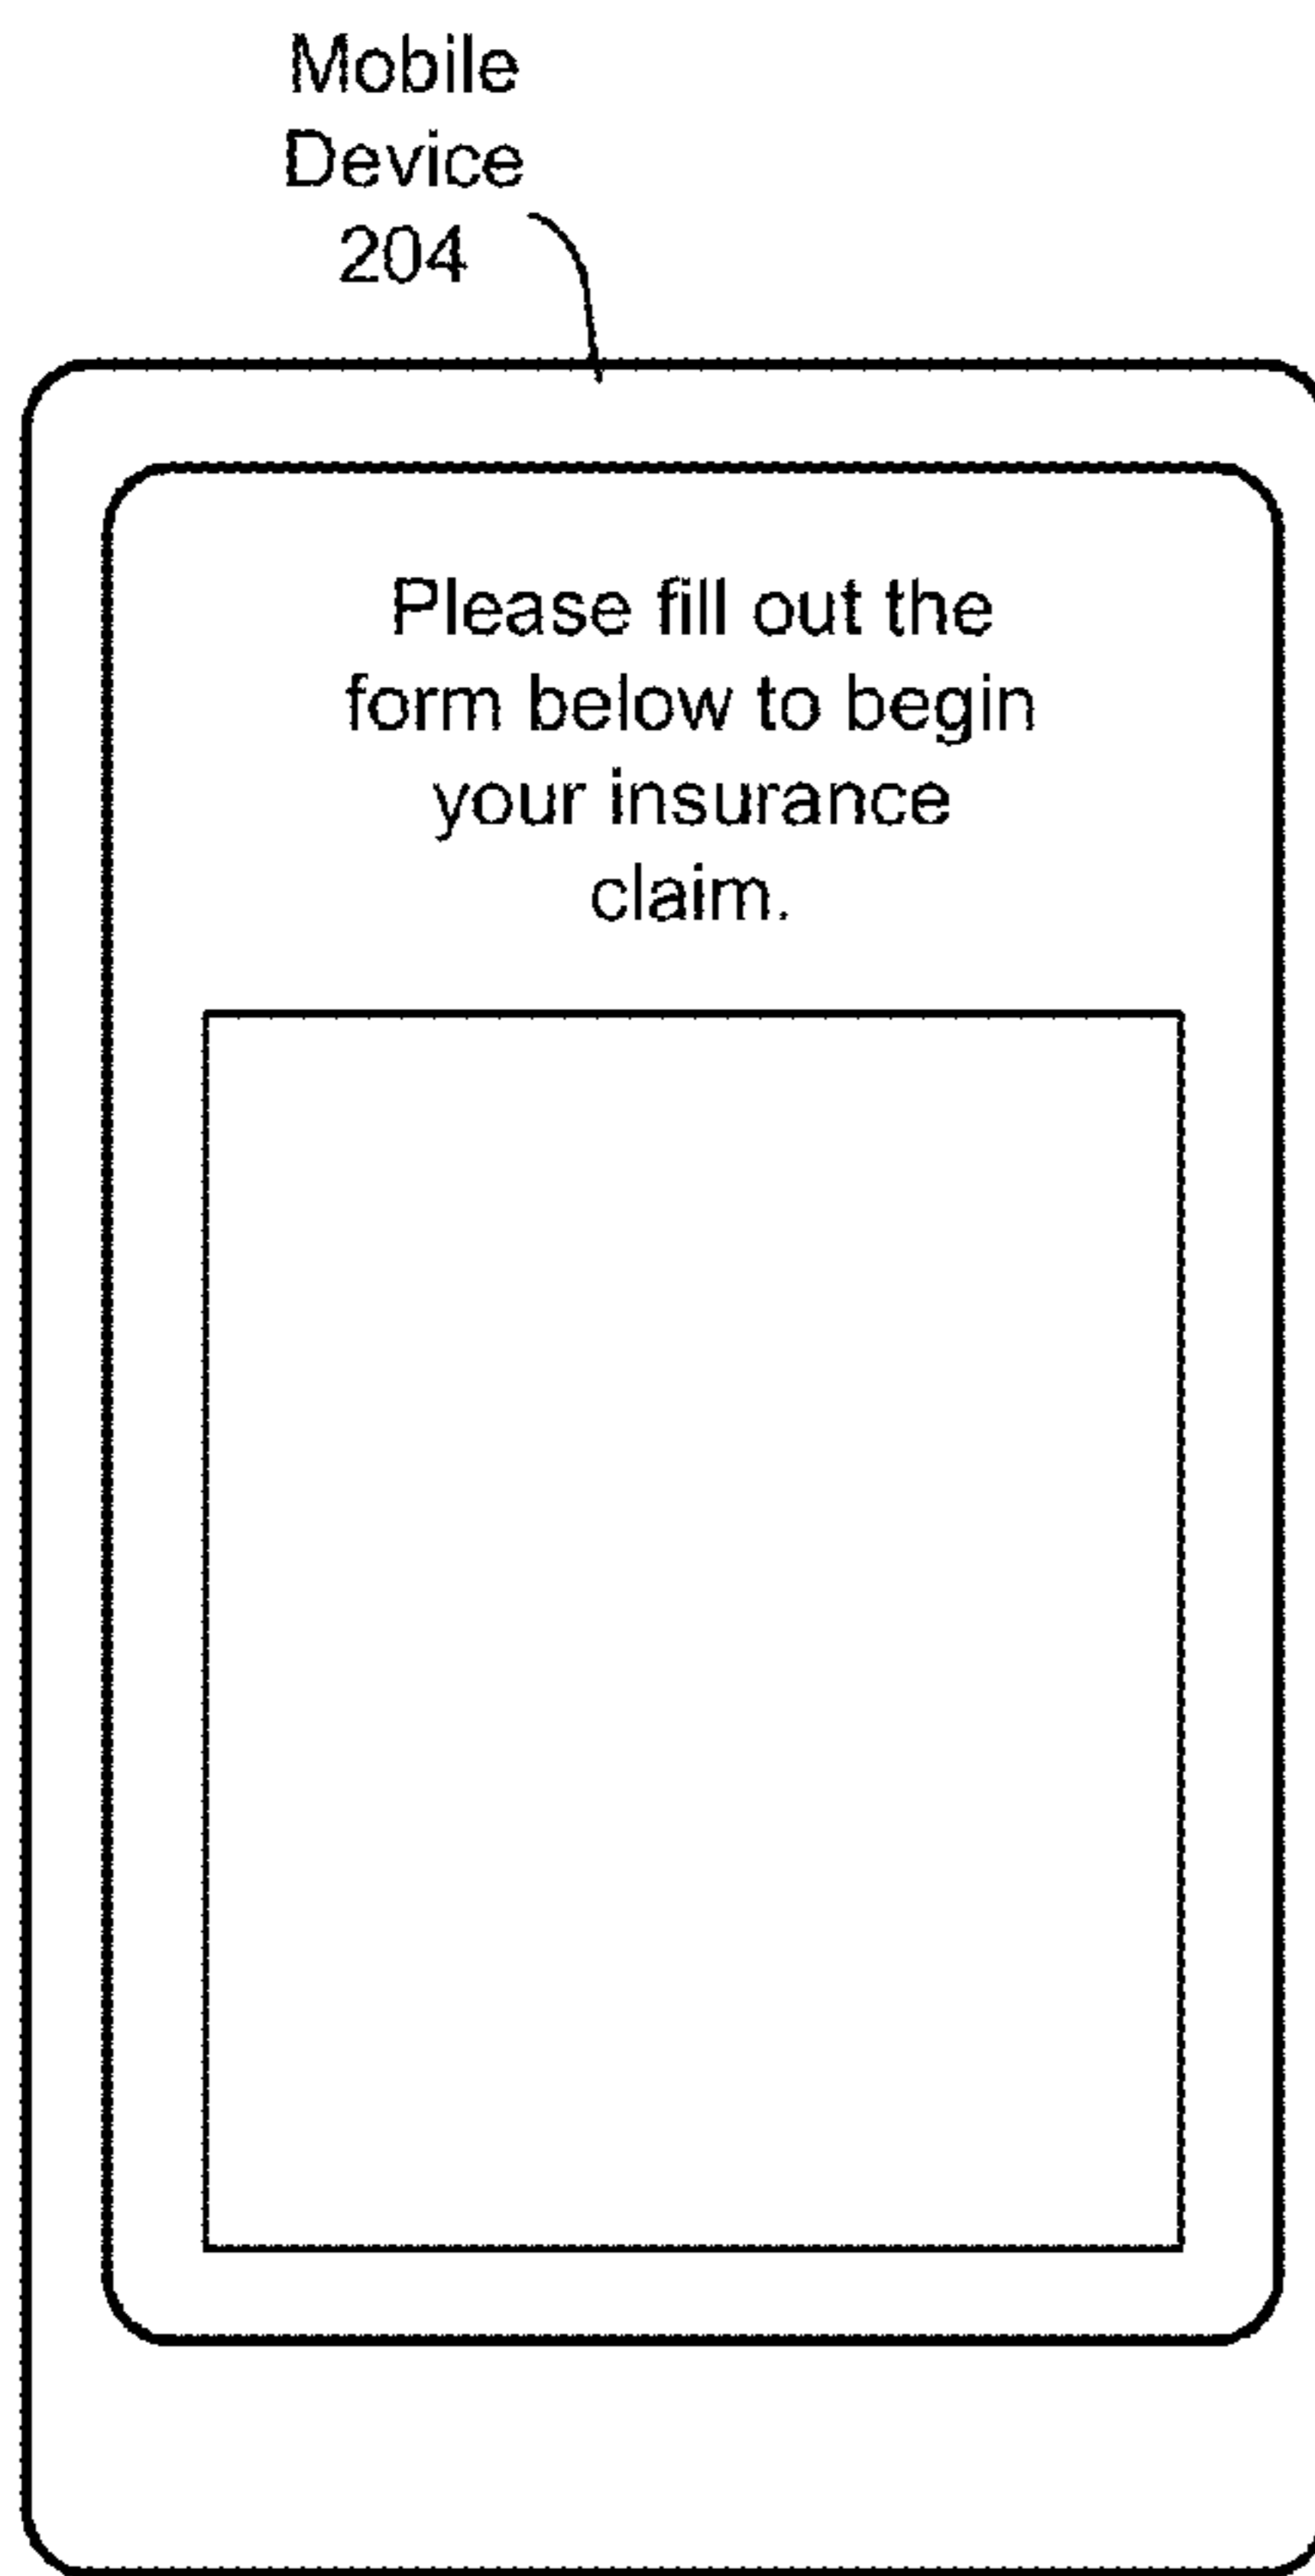 Mobile
Device
204
Please fill out the
form below to begin
your insurance
claim.